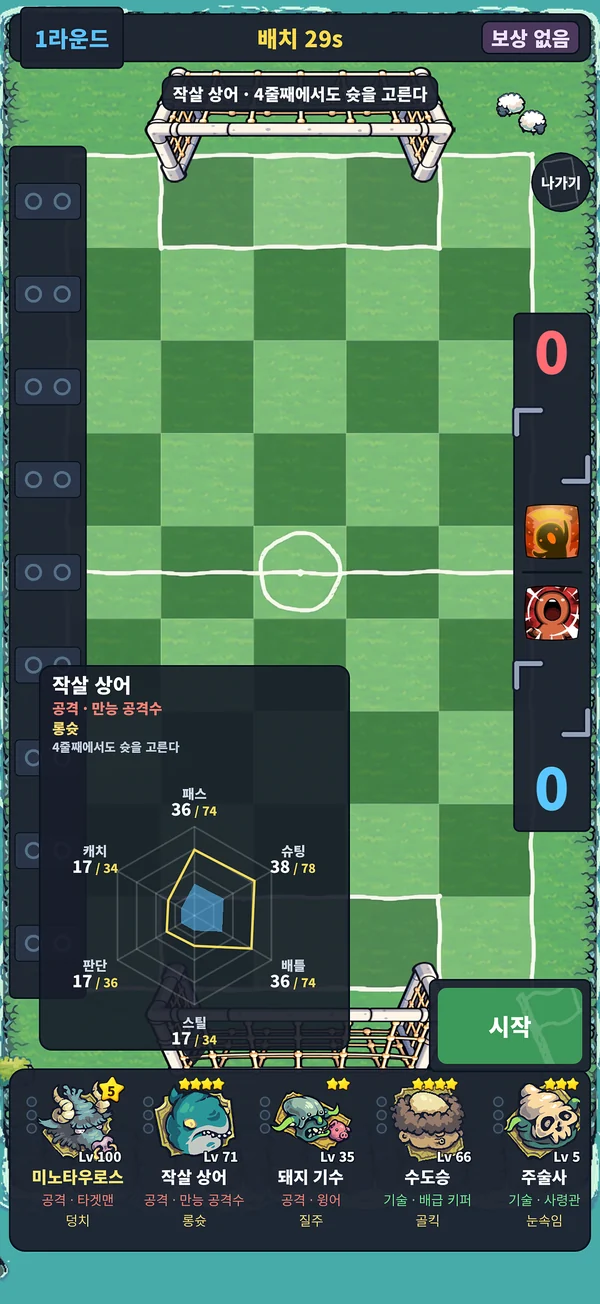 1라운드
배치 29s
보상 없음
작살 상어 · 4줄째에서도 슛을 고른다
나가기
0
작살 상어
공격 · 만능 공격수
롱슛
4줄째에서도 슛을 고른다
패스
36 / 74
캐치
17 / 34
슈팅
38 / 78
판단
17 / 36
배틀
36 / 74
스틸
17 / 34
0
시작
5
Lv 100
Lv 71
Lv 35
Lv 66
Lv 5
미노타우로스
작살 상어
돼지 기수
수도승
주술사
공격 · 타겟맨
공격 · 만능 공격수
공격 · 윙어
기술 · 배급 키퍼
기술 · 사령관
덩치
롱슛
질주
골킥
눈속임